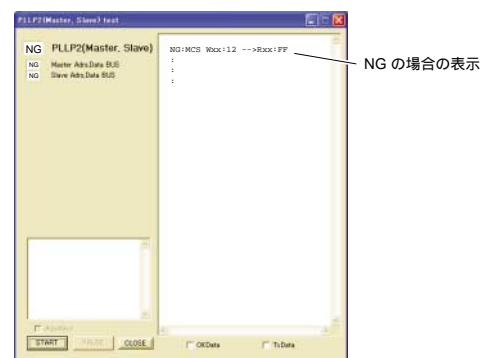 PLLP2(Master, Slave) test
NG PLLP2(Master, Slave)
NG Master Adrs,Data BUS
NG Slave Adrs,Data BUS
NG:MCS Wxx:12 -->Rxx:FF
:
:
:
NG の場合の表示
START PAUSE CLOSE
OKData
TxData